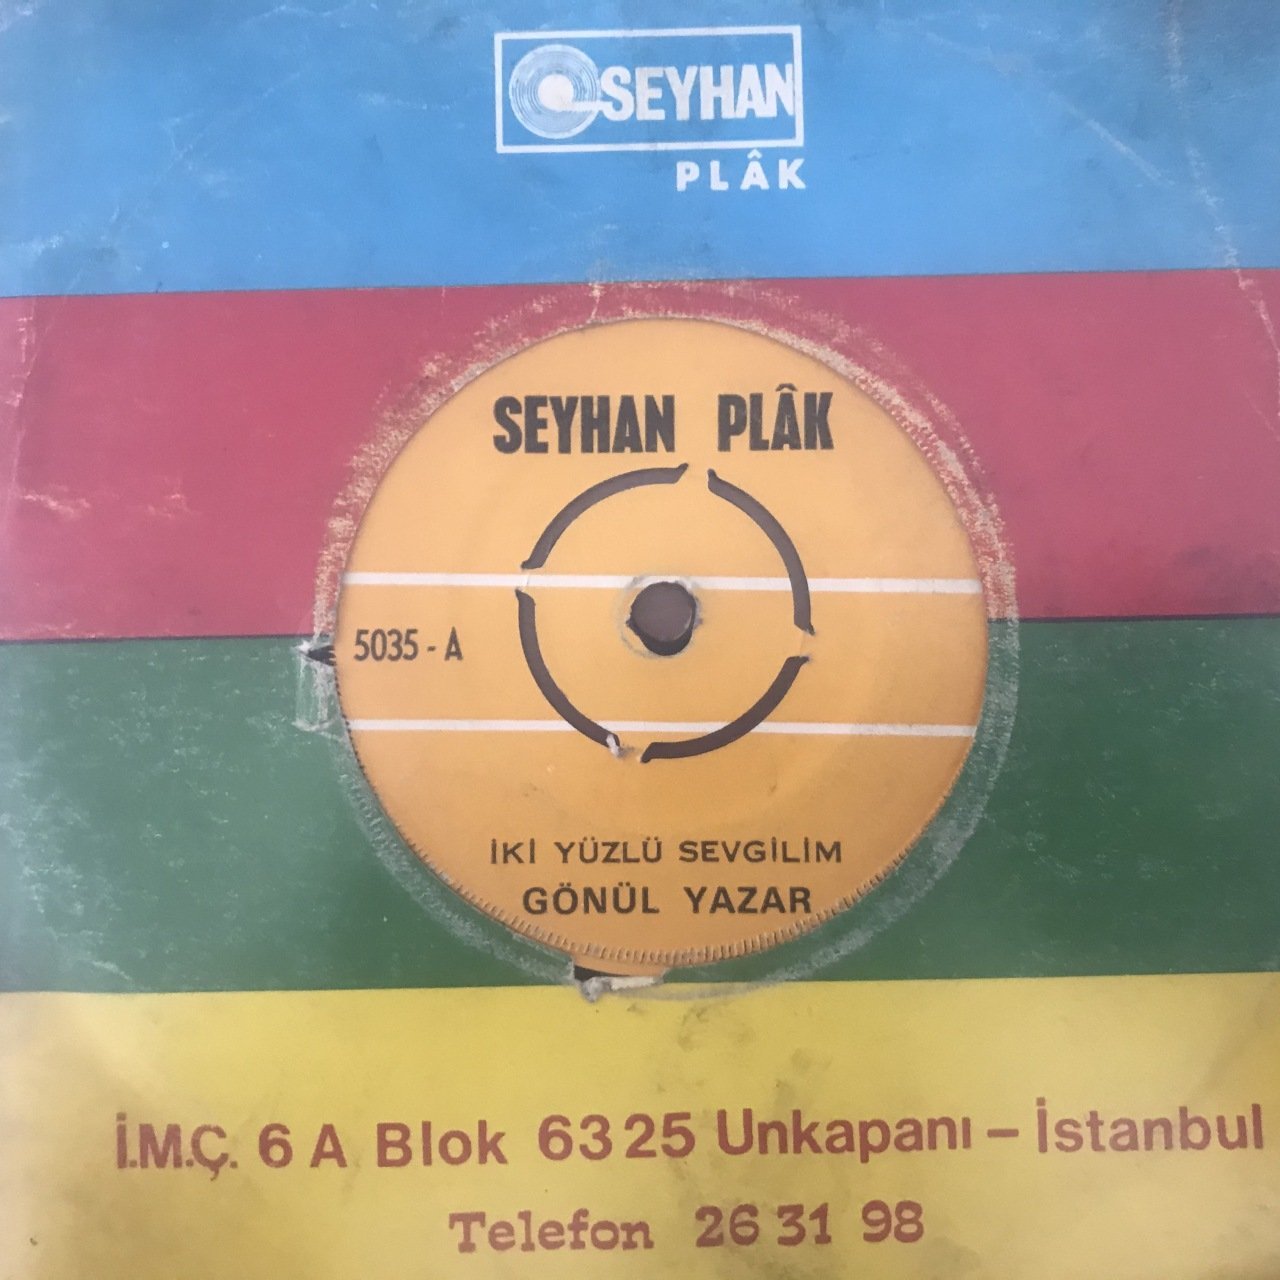 SEYHAN
PLÂK
SEYHAN PLÂK
5035 - A
İKİ YÜZLÜ SEVGİLİM
GÖNÜL YAZAR
İ.M.Ç. 6 A Blok 6325 Unkapanı - İstanbul
Telefon 26 31 98